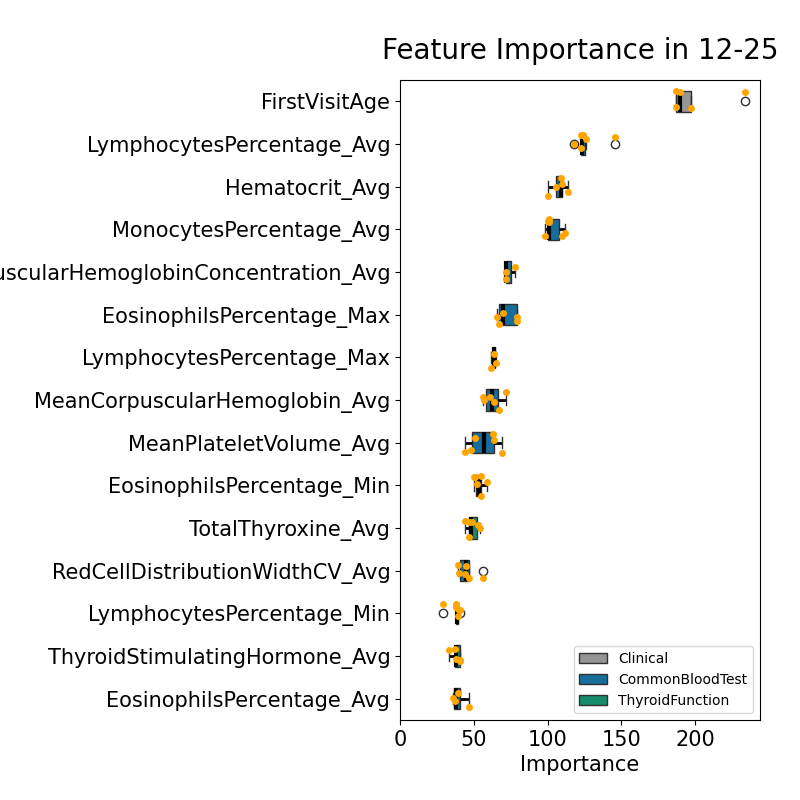 Feature Importance in 12-25
FirstVisitAge
LymphocytesPercentage_Avg
Hematocrit_Avg
MonocytesPercentage_Avg
uscularHemoglobinConcentration_Avg
EosinophilsPercentage_Max
LymphocytesPercentage_Max
MeanCorpuscularHemoglobin_Avg
MeanPlateletVolume_Avg
EosinophilsPercentage_Min
TotalThyroxine_Avg
RedCellDistributionWidthCV_Avg
LymphocytesPercentage_Min
ThyroidStimulatingHormone_Avg
EosinophilsPercentage_Avg
Clinical
CommonBloodTest
ThyroidFunction
0 50 100 150 200
Importance